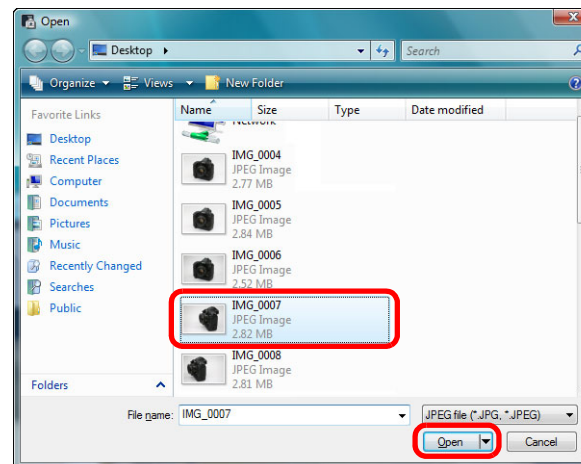 Open
Desktop
Search
Organize Views New Folder
Favorite Links
Desktop
Recent Places
Computer
Documents
Pictures
Music
Recently Changed
Searches
Public
Folders
Name Size Type Date modified
Network
IMG_0004
JPEG Image
2.77 MB
IMG_0005
JPEG Image
2.84 MB
IMG_0006
JPEG Image
2.52 MB
IMG_0007
JPEG Image
2.82 MB
IMG_0008
JPEG Image
2.81 MB
File name: IMG_0007 JPEG file (*.JPG, *.JPEG)
Open Cancel